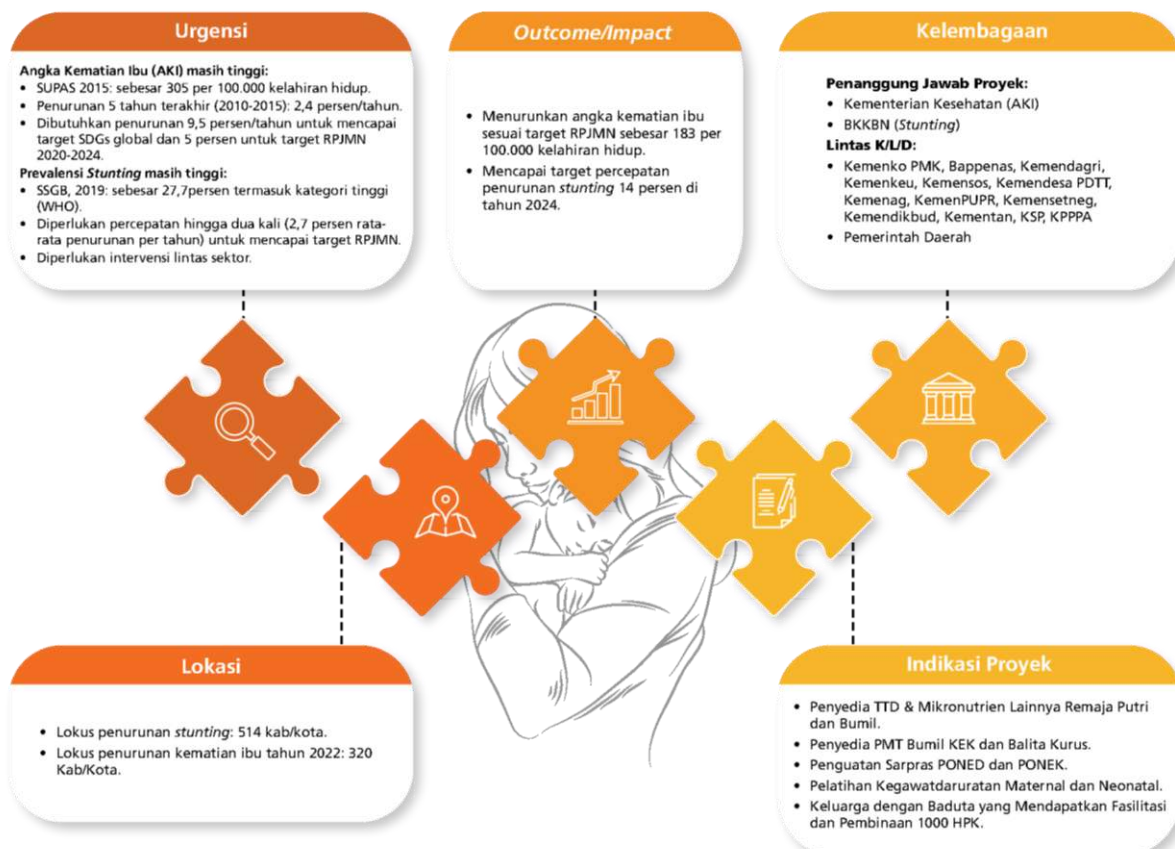 Urgensi
Angka Kematian Ibu (AKI) masih tinggi:
• SUPAS 2015: sebesar 305 per 100.000 kelahiran hidup.
• Penurunan 5 tahun terakhir (2010-2015): 2,4 persen/tahun.
• Dibutuhkan penurunan 9,5 persen/tahun untuk mencapai
target SDGs global dan 5 persen untuk target RPJMN
2020-2024.
Prevalensi Stunting masih tinggi:
• SSGB, 2019: sebesar 27,7persen termasuk kategori tinggi
(WHO).
• Diperlukan percepatan hingga dua kali (2,7 persen rata-
rata penurunan per tahun) untuk mencapai target RPJMN.
• Diperlukan intervensi lintas sektor.
Outcome/Impact
• Menurunkan angka kematian ibu
sesuai target RPJMN sebesar 183 per
100.000 kelahiran hidup.
• Mencapai target percepatan
penurunan stunting 14 persen di
tahun 2024.
Kelembagaan
Penanggung Jawab Proyek:
• Kementerian Kesehatan (AKI)
• BKKBN (Stunting)
Lintas K/L/D:
• Kemenko PMK, Bappenas, Kemendagri,
Kemenkeu, Kemensos, Kemendesa PDTT,
Kemenag, KemenPUPR, Kemensetneg,
Kemendikbud, Kementan, KSP, KPPPA
• Pemerintah Daerah
Lokasi
• Lokus penurunan stunting: 514 kab/kota.
• Lokus penurunan kematian ibu tahun 2022: 320
Kab/Kota.
Indikasi Proyek
• Penyedia TTD & Mikronutrien Lainnya Remaja Putri
dan Bumil.
• Penyedia PMT Bumil KEK dan Balita Kurus.
• Penguatan Sarpras PONED dan PONEK.
• Pelatihan Kegawatdaruratan Maternal dan Neonatal.
• Keluarga dengan Baduta yang Mendapatkan Fasilitasi
dan Pembinaan 1000 HPK.